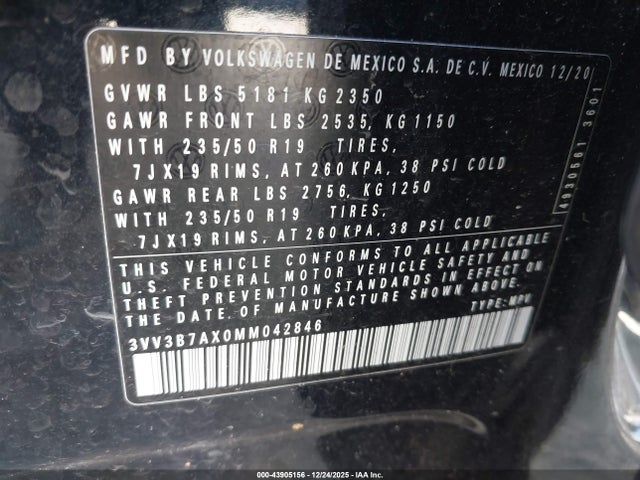 MFD BY VOLKSWAGEN DE MEXICO S.A. DE C.V. MEXICO 12/20
GVWR LBS 5181 KG 2350
GAWR FRONT LBS 2535, KG 1150
WITH 235/50 R19 TIRES,
7JX19 RIMS, AT 260 KPA, 38 PSI COLD
GAWR REAR LBS 2756, KG 1250
WITH 235/50 R19 TIRES,
7JX19 RIMS, AT 260 KPA, 38 PSI COLD
THIS VEHICLE CONFORMS TO ALL APPLICABLE
U.S. FEDERAL MOTOR VEHICLE SAFETY AND
THEFT PREVENTION STANDARDS IN EFFECT ON
THE DATE OF MANUFACTURE SHOWN ABOVE.
3VV3B7AX0MM042846 TYPE: MPV
A930661 3601
000-43905156 - 12/24/2025 - IAA Inc.